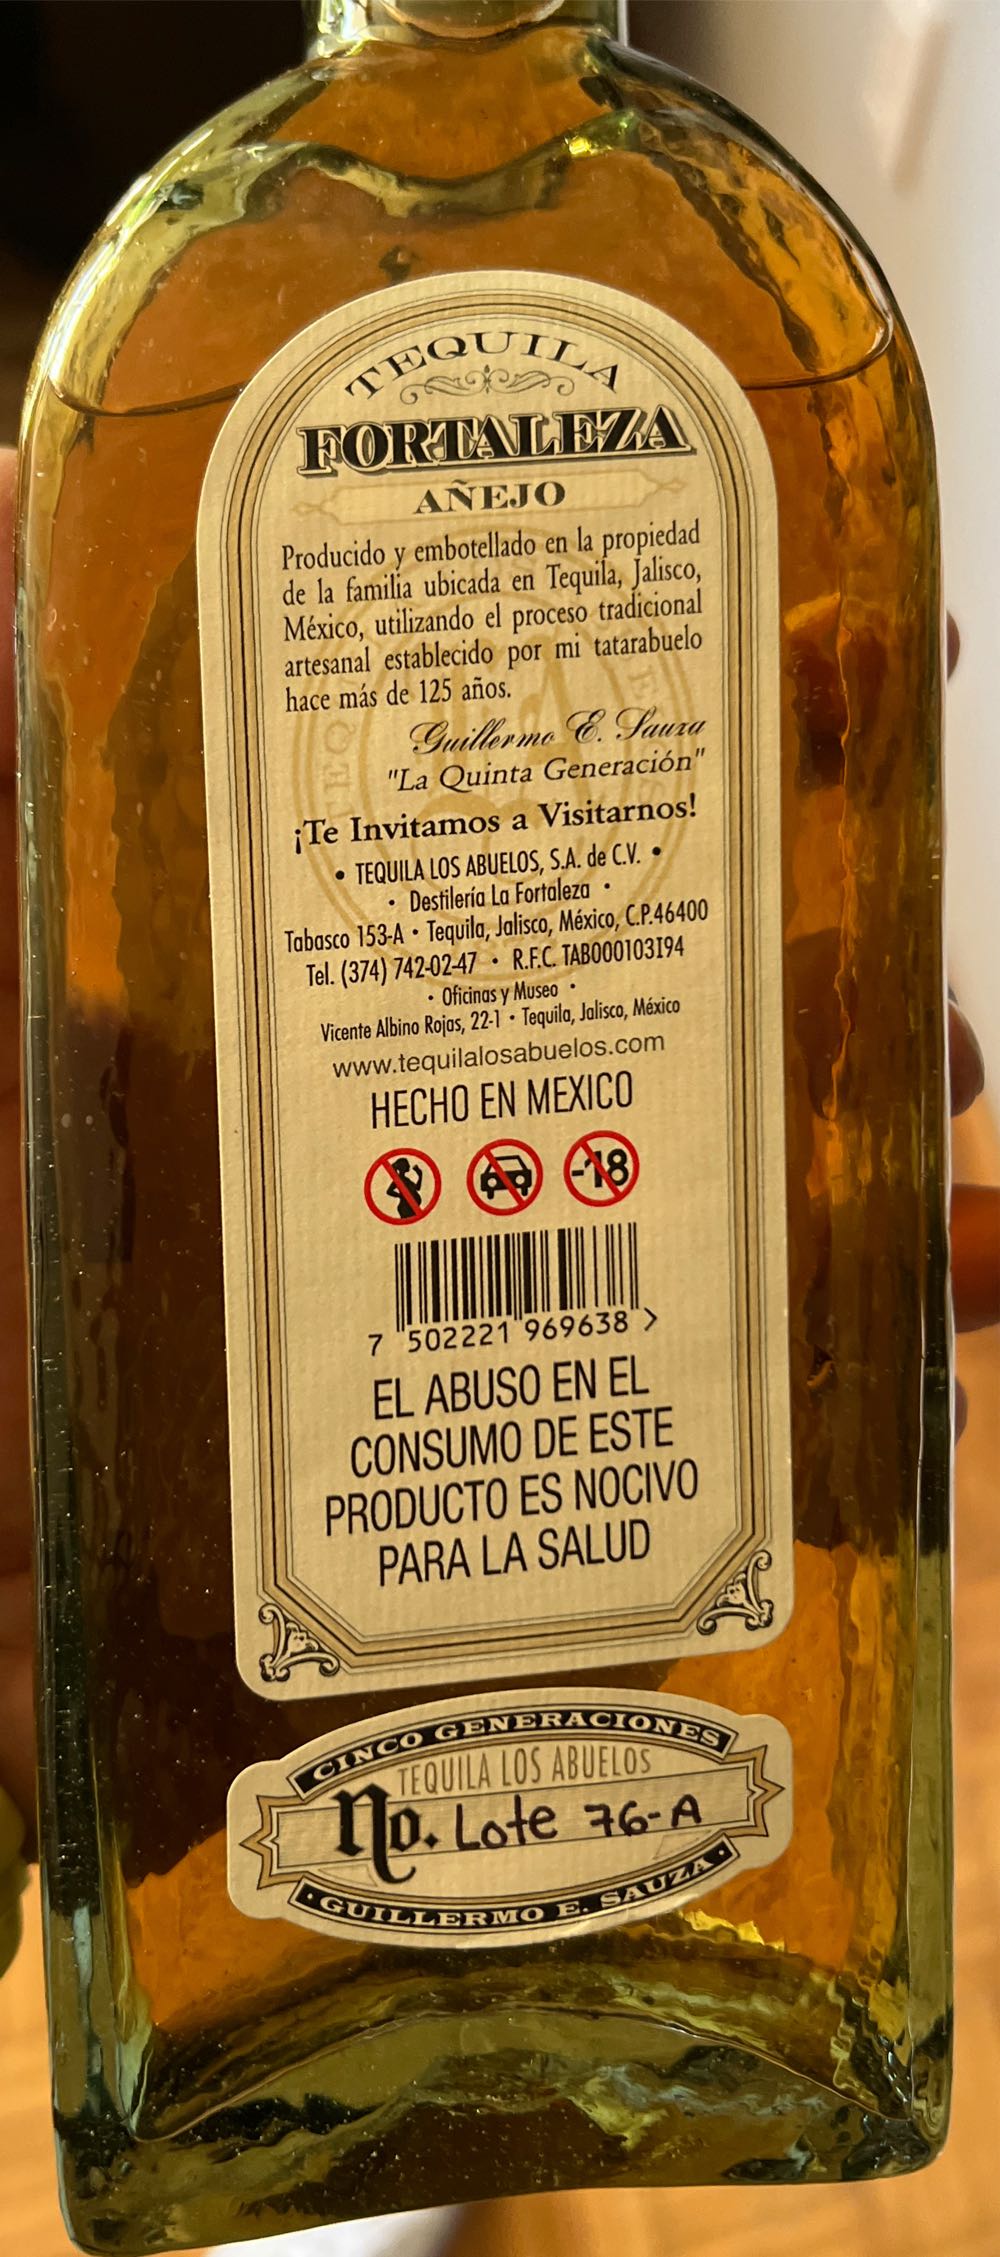 TEQUILA
FORTALEZA
AÑEJO
Producido y embotellado en la propiedad
de la familia ubicada en Tequila, Jalisco,
México, utilizando el proceso tradicional
artesanal establecido por mi tatarabuelo
hace más de 125 años.
Guillermo E. Sauza
"La Quinta Generación"
¡Te Invitamos a Visitarnos!
• TEQUILA LOS ABUELOS, S.A. de C.V. •
• Destilería La Fortaleza •
Tabasco 153-A • Tequila, Jalisco, México, C.P.46400
Tel. (374) 742-02-47 • R.F.C. TAB000103I94
• Oficinas y Museo •
Vicente Albino Rojas, 22-1 • Tequila, Jalisco, México
www.tequilalosabuelos.com
HECHO EN MEXICO
-18
7 502221 969638 >
EL ABUSO EN EL
CONSUMO DE ESTE
PRODUCTO ES NOCIVO
PARA LA SALUD
CINCO GENERACIONES
TEQUILA LOS ABUELOS
No. Lote 76-A
• GUILLERMO E. SAUZA •